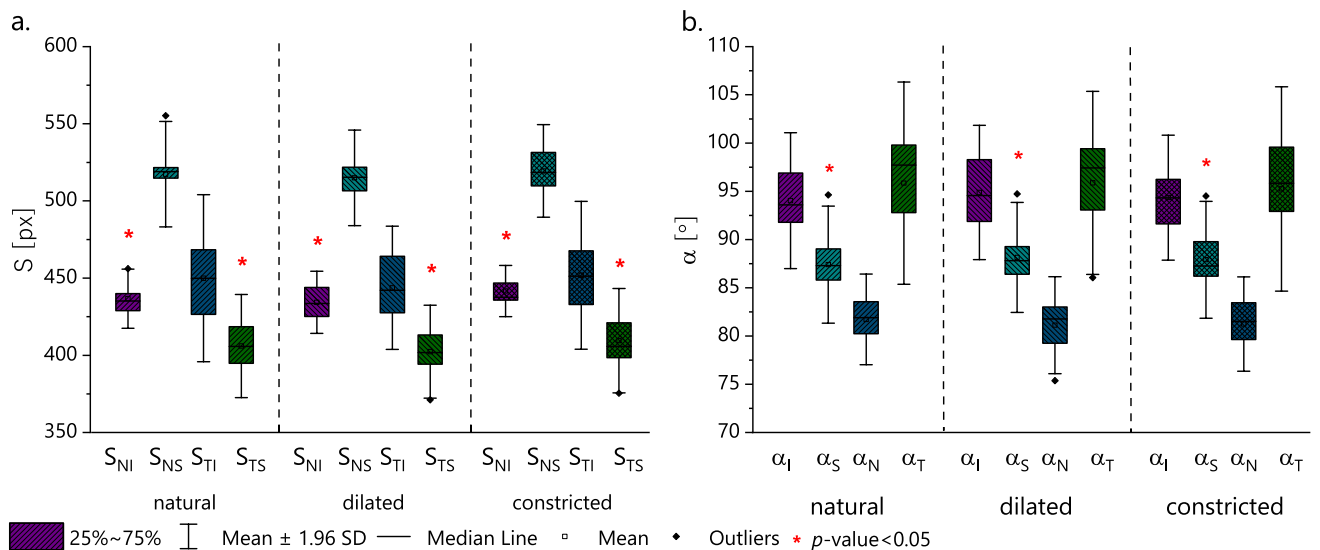 a.
S [px]
600
550
500
450
400
350
* * * * * *
S_NI S_NS S_TI S_TS S_NI S_NS S_TI S_TS S_NI S_NS S_TI S_TS
natural dilated constricted
b.
α [°]
110
105
100
95
90
85
80
75
70
* * *
α_I α_S α_N α_T α_I α_S α_N α_T α_I α_S α_N α_T
natural dilated constricted
25%~75% Mean ± 1.96 SD Median Line Mean Outliers * p-value<0.05